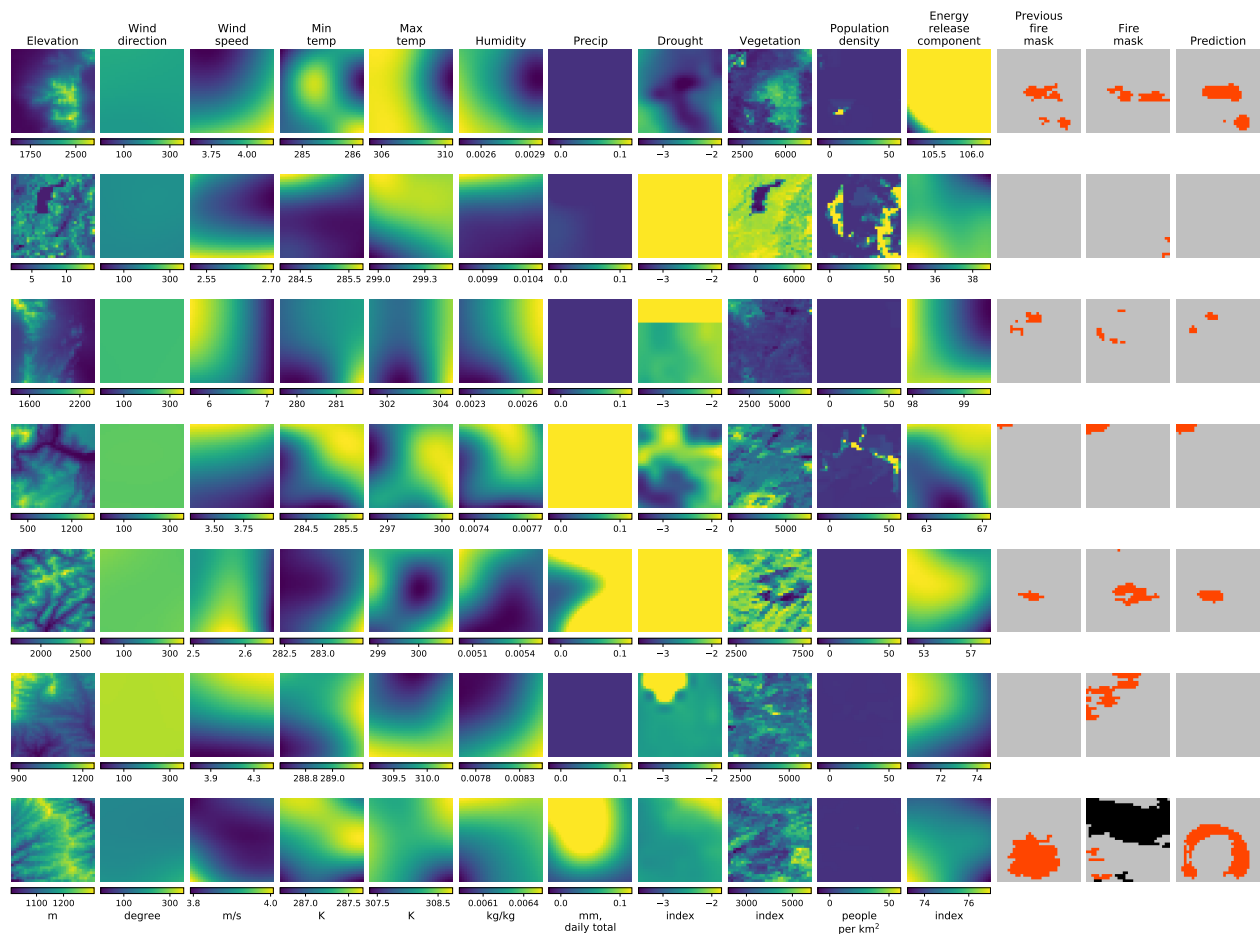 Elevation
Wind
direction
Wind
speed
Min
temp
Max
temp
Humidity
Precip
Drought
Vegetation
Population
density
Energy
release
component
Previous
fire
mask
Fire
mask
Prediction
1750 2500 100 300 3.75 4.00 285 286 306 310 0.0026 0.0029 0.0 0.1 −3 −2 2500 6000 0 50 105.5 106.0
5 10 100 300 2.55 2.70 284.5 285.5 299.0 299.3 0.0099 0.0104 0.0 0.1 −3 −2 0 6000 0 50 36 38
1600 2200 100 300 6 7 280 281 302 304 0.0023 0.0026 0.0 0.1 −3 −2 2500 5000 0 50 98 99
500 1200 100 300 3.50 3.75 284.5 285.5 297 300 0.0074 0.0077 0.0 0.1 −3 −2 0 5000 0 50 63 67
2000 2500 100 300 2.5 2.6 282.5 283.0 299 300 0.0051 0.0054 0.0 0.1 −3 −2 2500 7500 0 50 53 57
900 1200 100 300 3.9 4.3 288.8 289.0 309.5 310.0 0.0078 0.0083 0.0 0.1 −3 −2 2500 5000 0 50 72 74
1100 1200 100 300 3.8 4.0 287.0 287.5 307.5 308.5 0.0061 0.0064 0.0 0.1 −3 −2 3000 5000 0 50 74 76
m
degree
m/s
K
K
kg/kg
mm,
daily total
index
index
people
per km²
index